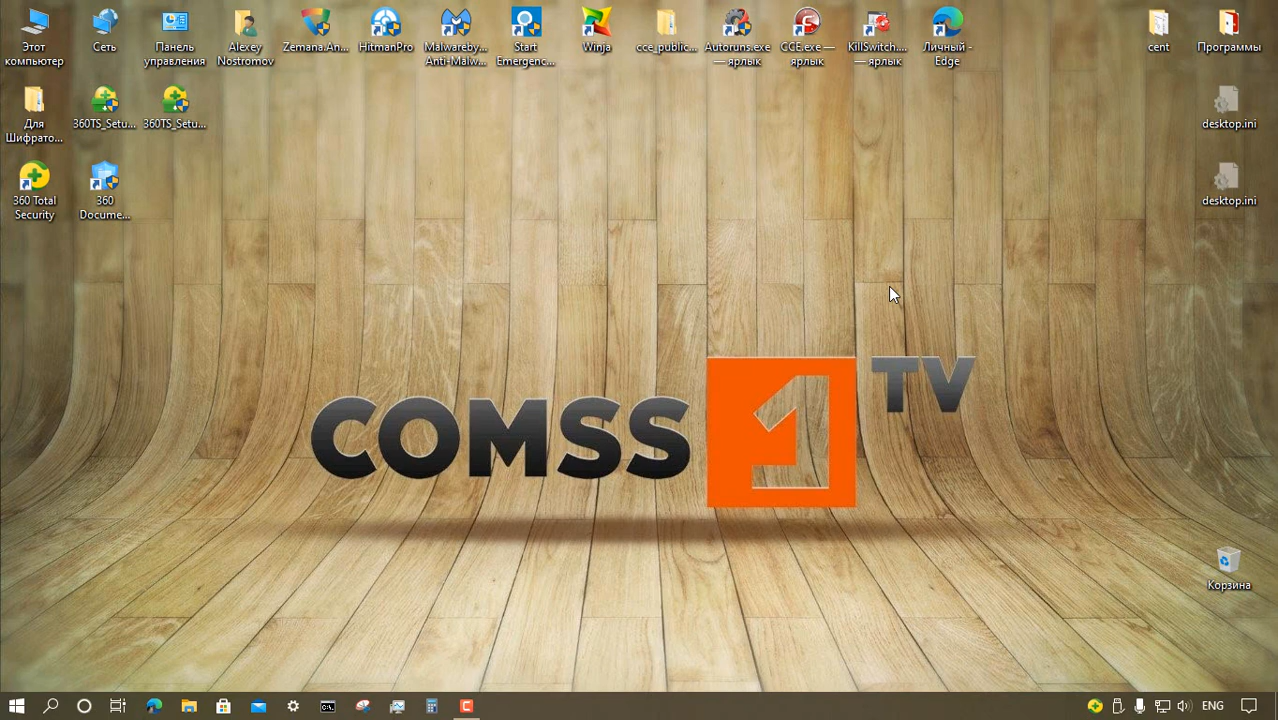 Этот
компьютер
Сеть
Панель
управления
Alexey
Nostromov
Zemana.An...
HitmanPro
Malwareby...
Anti-Malw...
Start
Emergenc...
Winja
cce_public...
Autoruns.exe
— ярлык
CCE.exe —
ярлык
KillSwitch....
— ярлык
Личный -
Edge
cent
Программы
Для
Шифрато...
360TS_Setu...
360TS_Setu...
desktop.ini
360 Total
Security
360
Docume...
desktop.ini
COMSS 1 TV
Корзина
ENG